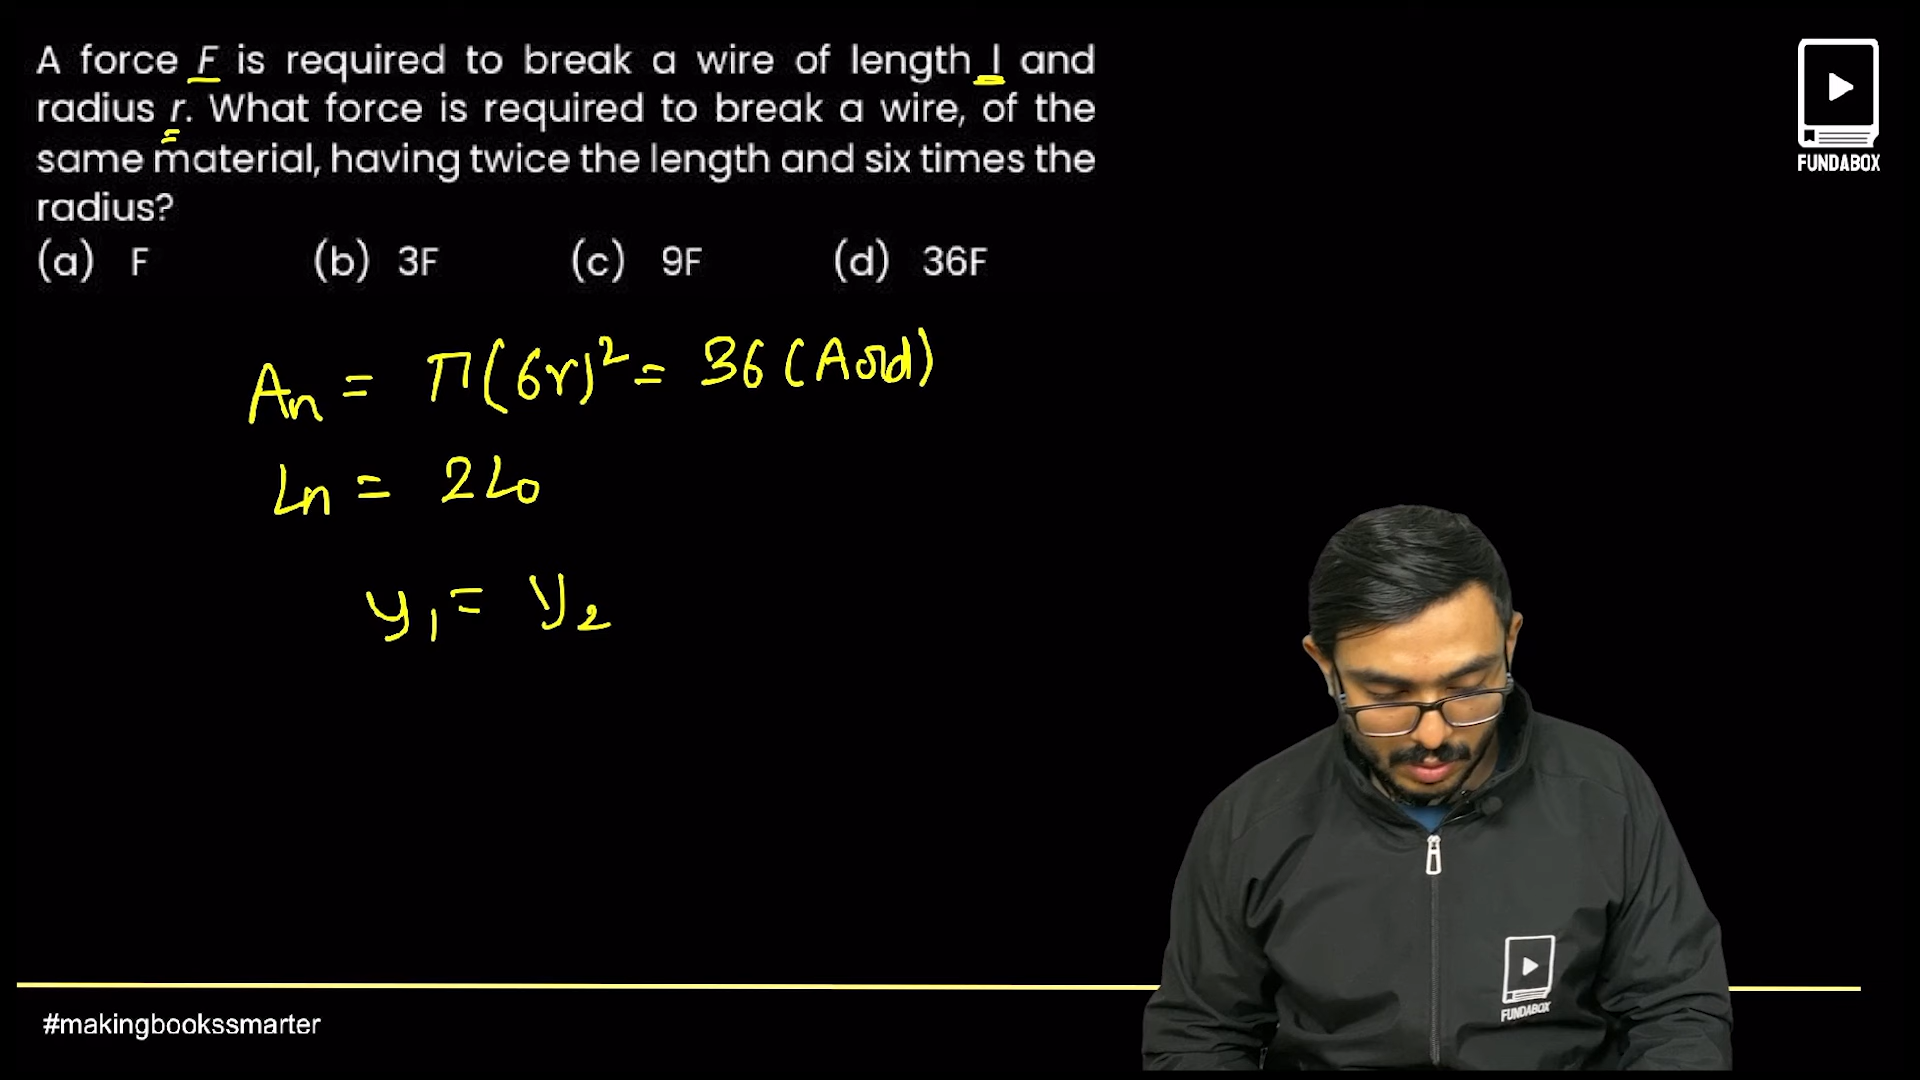 A force F is required to break a wire of length l and
radius r. What force is required to break a wire, of the
same material, having twice the length and six times the
radius?
(a) F (b) 3F (c) 9F (d) 36F
An = π(6r)² = 36 (Aold)
Ln = 2L0
y1 = y2
FUNDABOX
FUNDABOX
#makingbookssmarter